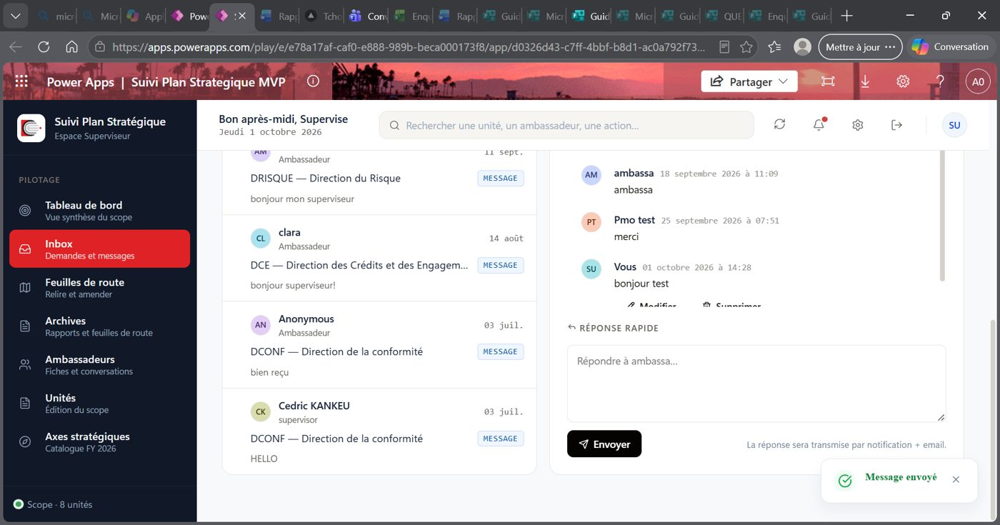 micr
Micr
App
Pow
S
Rap
Tcho
Con
Enqu
Rap
Guid
Micr
Guid
Micr
Guid
QUE
Enq
Guid
https://apps.powerapps.com/play/e/e78a17af-caf0-e888-989b-beca000173f8/app/d0326d43-c7ff-4bbf-b8d1-ac0a792f73...
Mettre à jour ...
Conversation
Power Apps | Suivi Plan Strategique MVP
Partager
?
A0
Suivi Plan Stratégique
Espace Superviseur
Bon après-midi, Supervise
Jeudi 1 octobre 2026
Rechercher une unité, un ambassadeur, une action...
SU
PILOTAGE
Tableau de bord
Vue synthèse du scope
Inbox
Demandes et messages
Feuilles de route
Relire et amender
Archives
Rapports et feuilles de route
Ambassadeurs
Fiches et conversations
Unités
Édition du scope
Axes stratégiques
Catalogue FY 2026
Scope · 8 unités
AM
Ambassadeur
11 sept.
DRISQUE — Direction du Risque
MESSAGE
bonjour mon superviseur
CL
clara
Ambassadeur
14 août
DCE — Direction des Crédits et des Engagem...
MESSAGE
bonjour superviseur!
AN
Anonymous
Ambassadeur
03 juil.
DCONF — Direction de la conformité
MESSAGE
bien reçu
CK
Cedric KANKEU
supervisor
03 juil.
DCONF — Direction de la conformité
MESSAGE
HELLO
AM
ambassa 18 septembre 2026 à 11:09
ambassa
PT
Pmo test 25 septembre 2026 à 07:51
merci
SU
Vous 01 octobre 2026 à 14:28
bonjour test
Modifier Supprimer
RÉPONSE RAPIDE
Répondre à ambassa...
Envoyer
La réponse sera transmise par notification + email.
Message envoyé